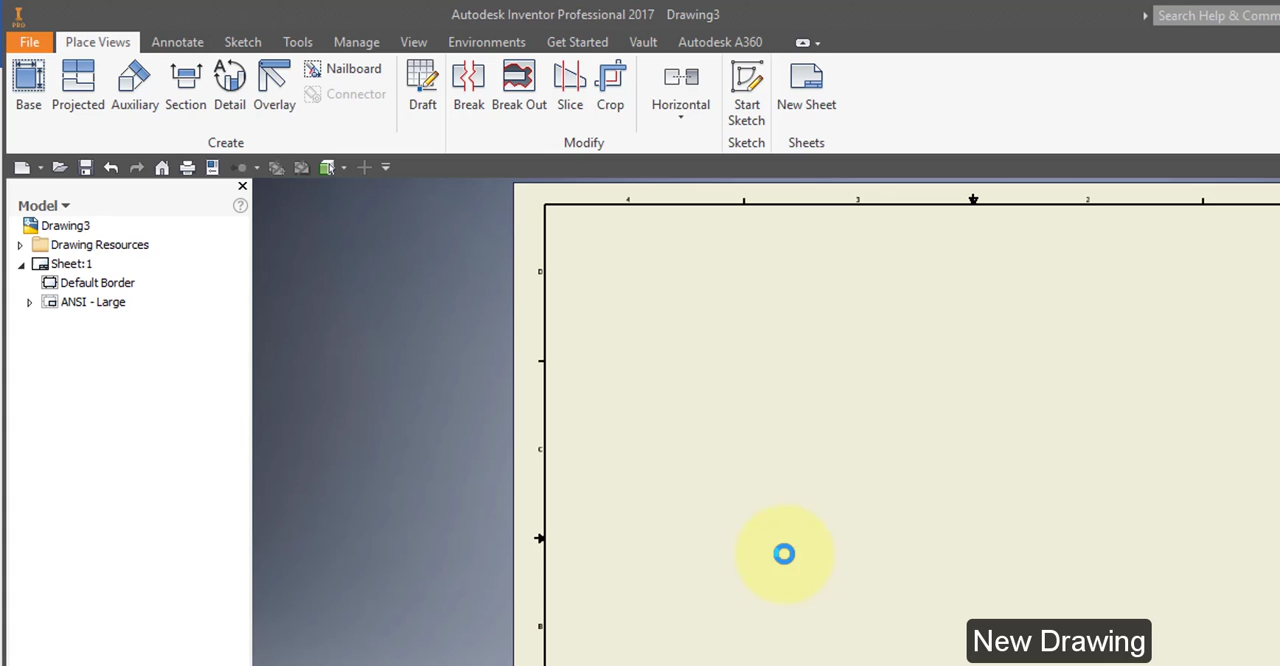 Autodesk Inventor Professional 2017 Drawing3
Search Help & Comm
PRO
File Place Views Annotate Sketch Tools Manage View Environments Get Started Vault Autodesk A360
Base Projected Auxiliary Section Detail Overlay Nailboard Connector Draft Break Break Out Slice Crop Horizontal Start Sketch New Sheet
Create Modify Sketch Sheets
Model
Drawing3
Drawing Resources
Sheet:1
Default Border
ANSI - Large
4 3 2
D
C
B
New Drawing